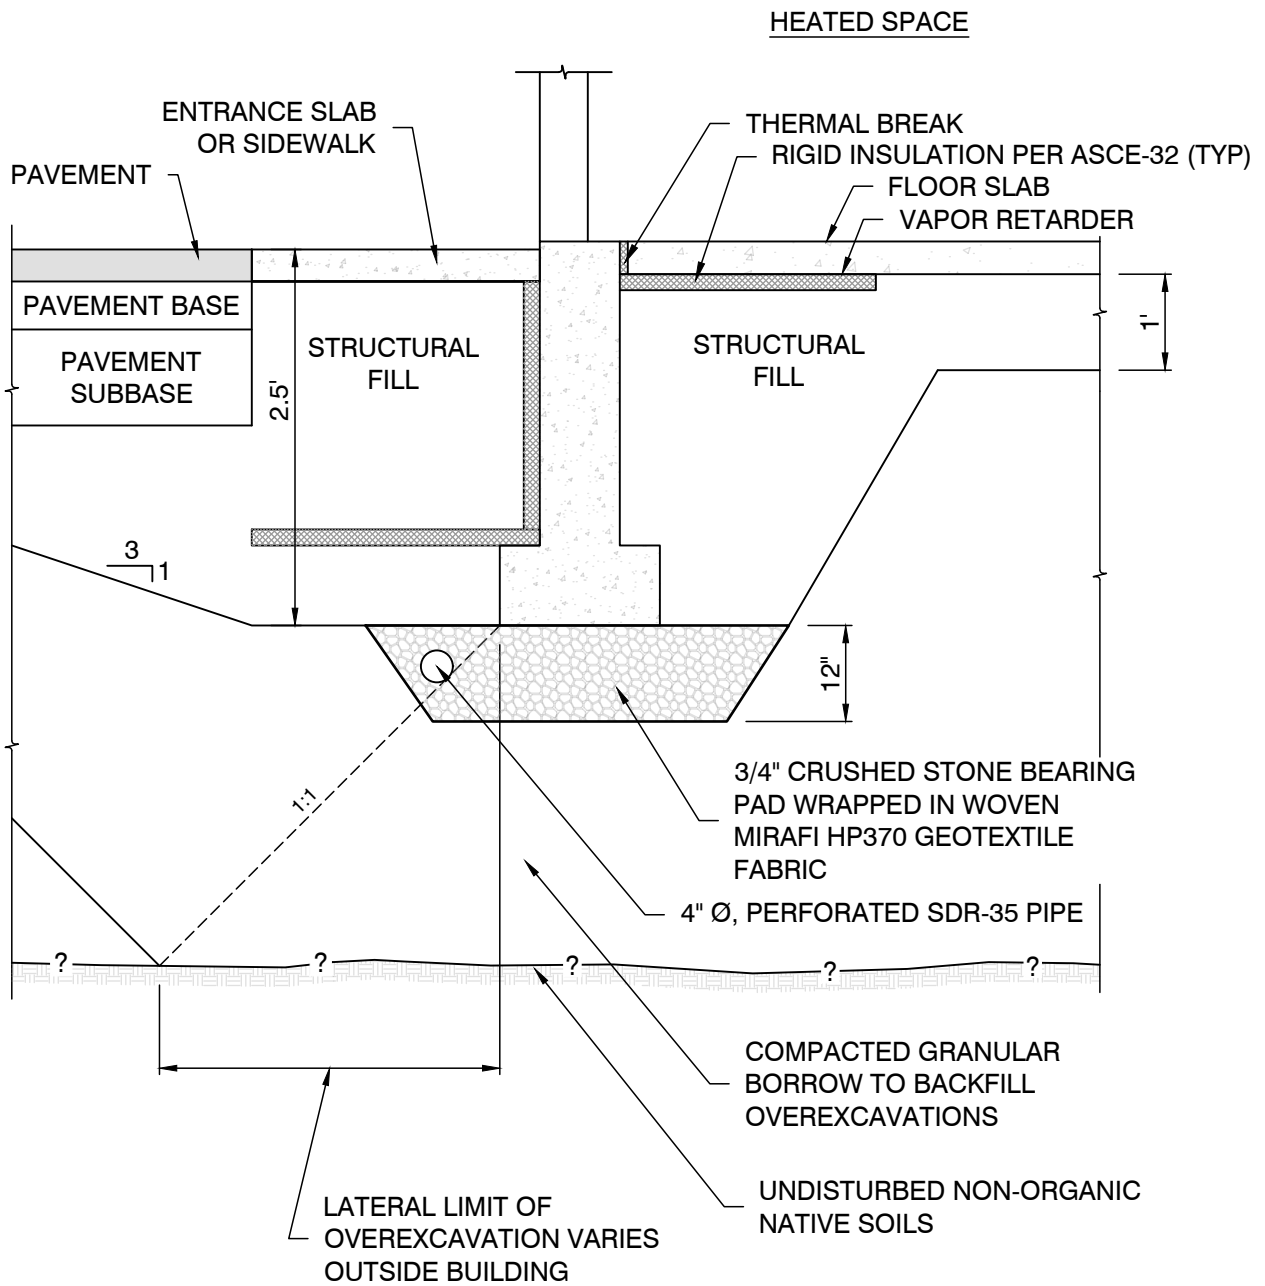 HEATED SPACE
ENTRANCE SLAB
OR SIDEWALK
PAVEMENT
THERMAL BREAK
RIGID INSULATION PER ASCE-32 (TYP)
FLOOR SLAB
VAPOR RETARDER
PAVEMENT BASE
PAVEMENT
SUBBASE
STRUCTURAL
FILL
2.5'
STRUCTURAL
FILL
1'
3
1
12"
1:1
3/4" CRUSHED STONE BEARING
PAD WRAPPED IN WOVEN
MIRAFI HP370 GEOTEXTILE
FABRIC
4" Ø, PERFORATED SDR-35 PIPE
? ? ? ? ?
COMPACTED GRANULAR
BORROW TO BACKFILL
OVEREXCAVATIONS
UNDISTURBED NON-ORGANIC
NATIVE SOILS
LATERAL LIMIT OF
OVEREXCAVATION VARIES
OUTSIDE BUILDING